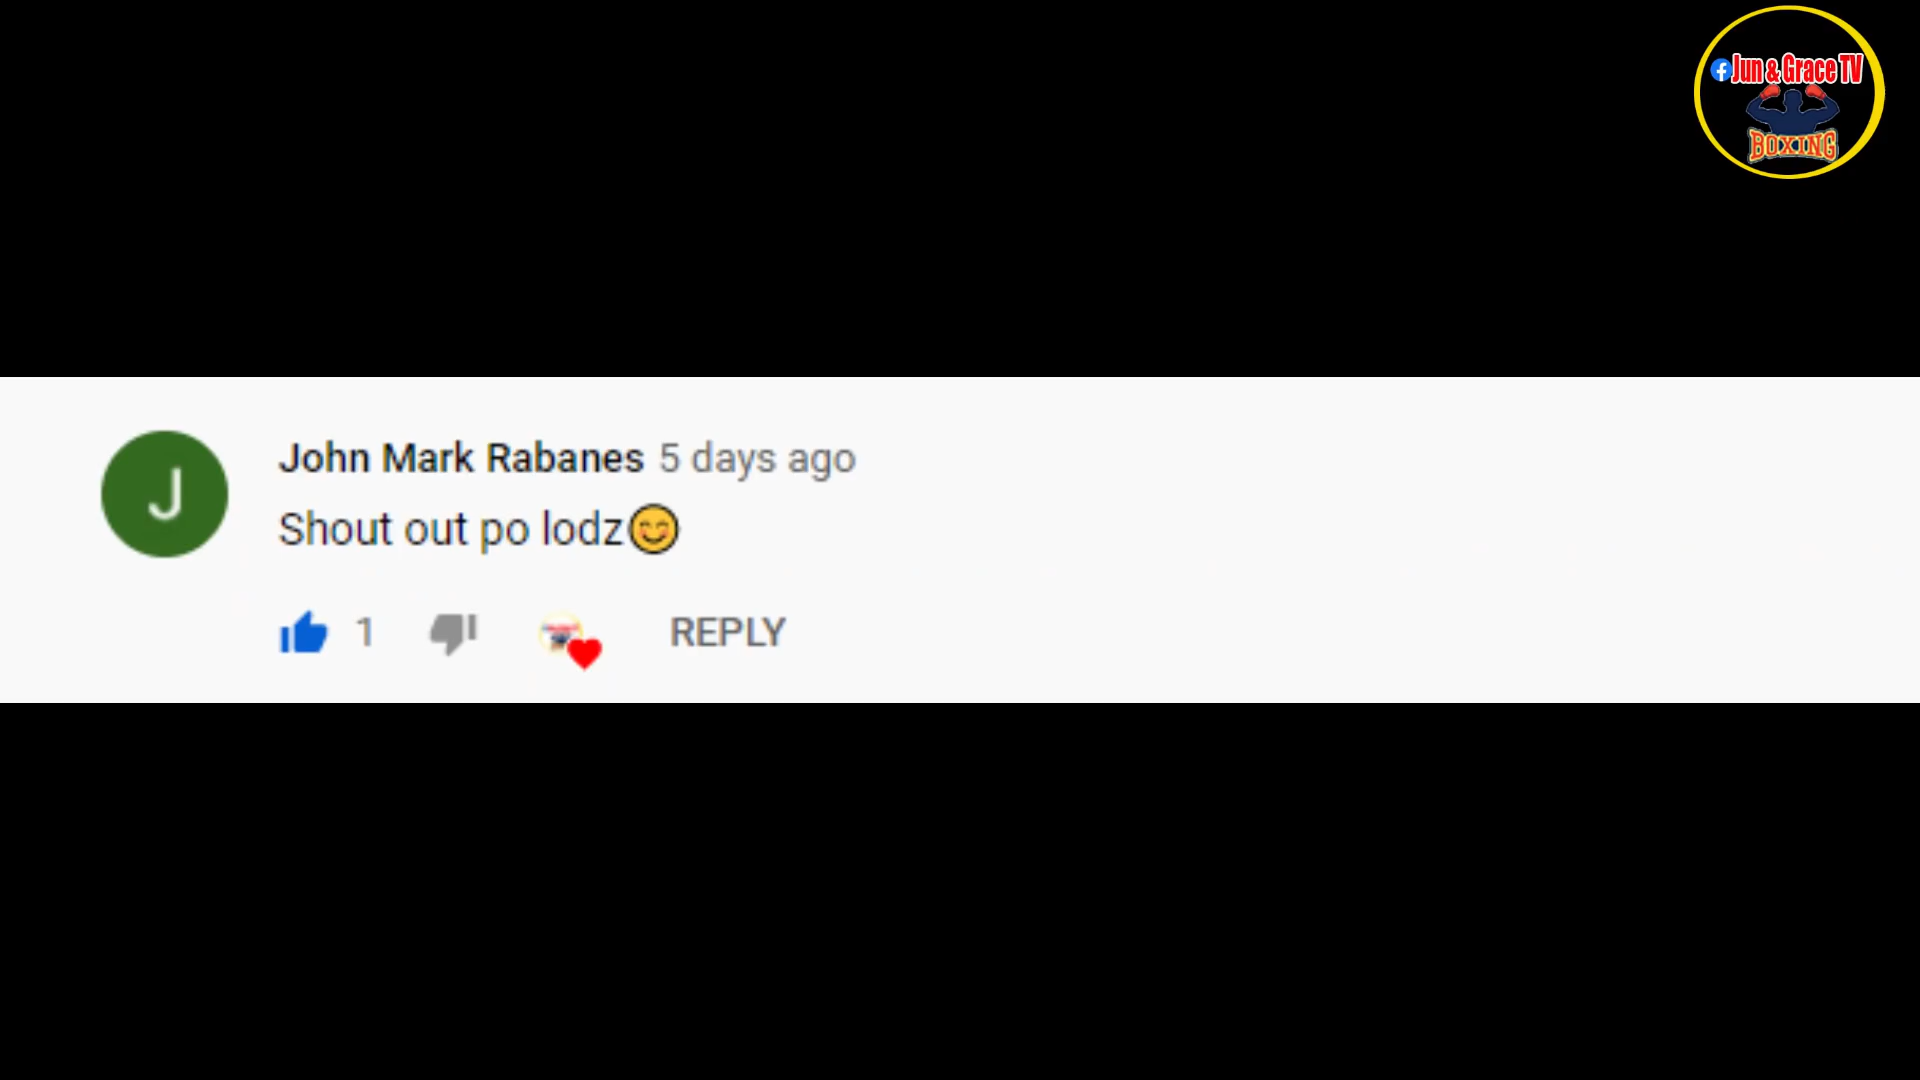 Jun & Grace TV
BOXING
J
John Mark Rabanes 5 days ago
Shout out po lodz😊
1
REPLY